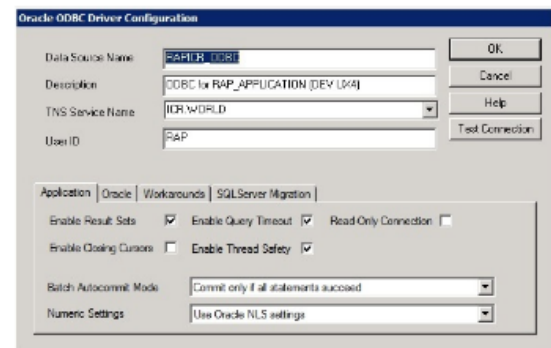 Oracle ODBC Driver Configuration
Data Source Name RAPICR_ODBC OK
Description ODBC for RAP_APPLICATION (DEV UX4) Cancel
TNS Service Name ICR.WORLD Help
User ID RAP Test Connection
Application Oracle Workarounds SQLServer Migration
Enable Result Sets Enable Query Timeout Read Only Connection
Enable Closing Cursors Enable Thread Safety
Batch Autocommit Mode Commit only if all statements succeed
Numeric Settings Use Oracle NLS settings